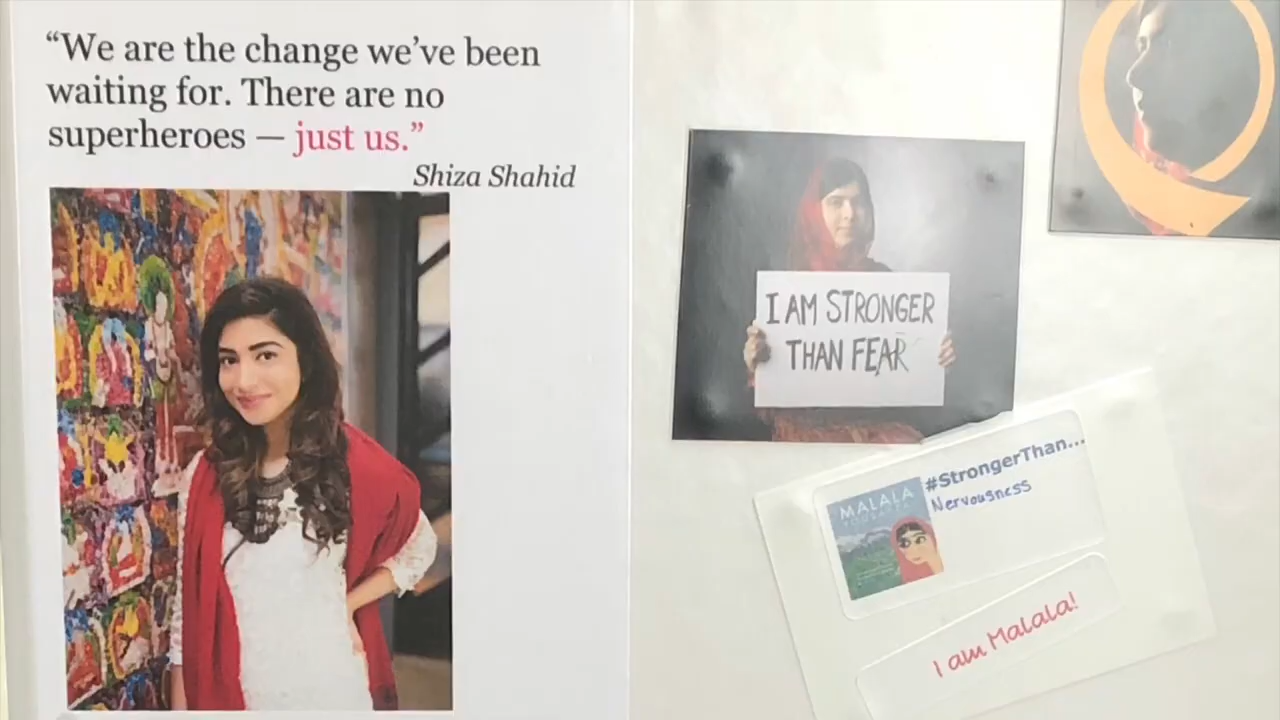 “We are the change we’ve been
waiting for. There are no
superheroes — just us.”
Shiza Shahid
I AM STRONGER
THAN FEAR
#StrongerThan...
Nervousness
MALALA
YOUSAFZAI
I am Malala!